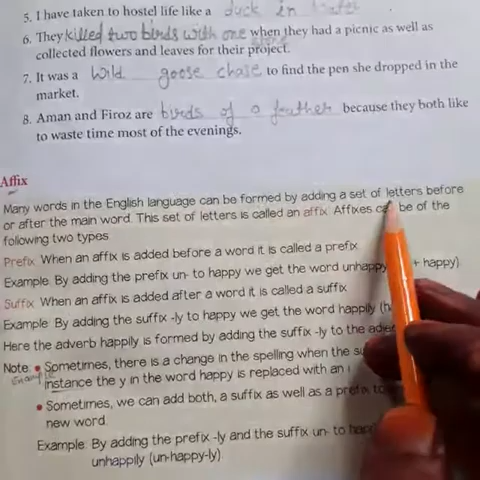 5. I have taken to hostel life like a duck in water
6. They killed two birds with one when they had a picnic as well as
stone
collected flowers and leaves for their project.
7. It was a wild goose chase to find the pen she dropped in the
market.
8. Aman and Firoz are birds of a feather because they both like
to waste time most of the evenings.
Affix
Many words in the English language can be formed by adding a set of letters before
or after the main word. This set of letters is called an affix. Affixes can be of the
following two types
Prefix: When an affix is added before a word it is called a prefix.
Example: By adding the prefix un- to happy we get the word unhappy + happy)
Suffix: When an affix is added after a word it is called a suffix.
Example: By adding the suffix -ly to happy we get the word happily (h
Here the adverb happily is formed by adding the suffix -ly to the adje
Note: • Sometimes, there is a change in the spelling when the su
instance the y in the word happy is replaced with an i
• Sometimes, we can add both, a suffix as well as a prefix to
new word.
Example: By adding the prefix -ly and the suffix un- to happ
unhappily (un-happy-ly).